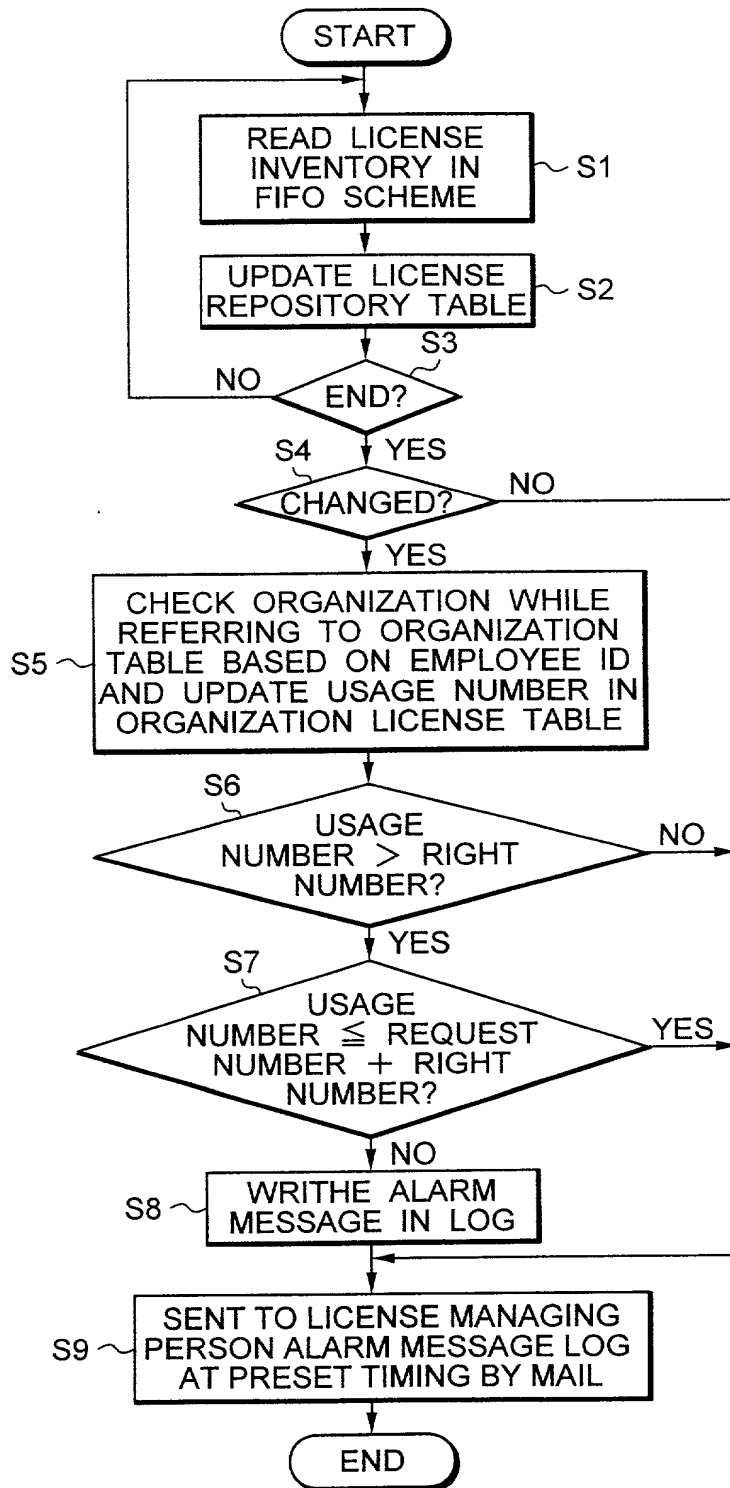 START
READ LICENSE
INVENTORY IN
FIFO SCHEME
S1
UPDATE LICENSE
REPOSITORY TABLE
S2
S3
NO
END?
YES
S4
CHANGED?
NO
YES
CHECK ORGANIZATION WHILE
REFERRING TO ORGANIZATION
TABLE BASED ON EMPLOYEE ID
AND UPDATE USAGE NUMBER IN
ORGANIZATION LICENSE TABLE
S5
S6
USAGE
NUMBER > RIGHT
NUMBER?
NO
YES
S7
USAGE
NUMBER ≦ REQUEST
NUMBER + RIGHT
NUMBER?
YES
NO
S8
WRITHE ALARM
MESSAGE IN LOG
S9
SENT TO LICENSE MANAGING
PERSON ALARM MESSAGE LOG
AT PRESET TIMING BY MAIL
END